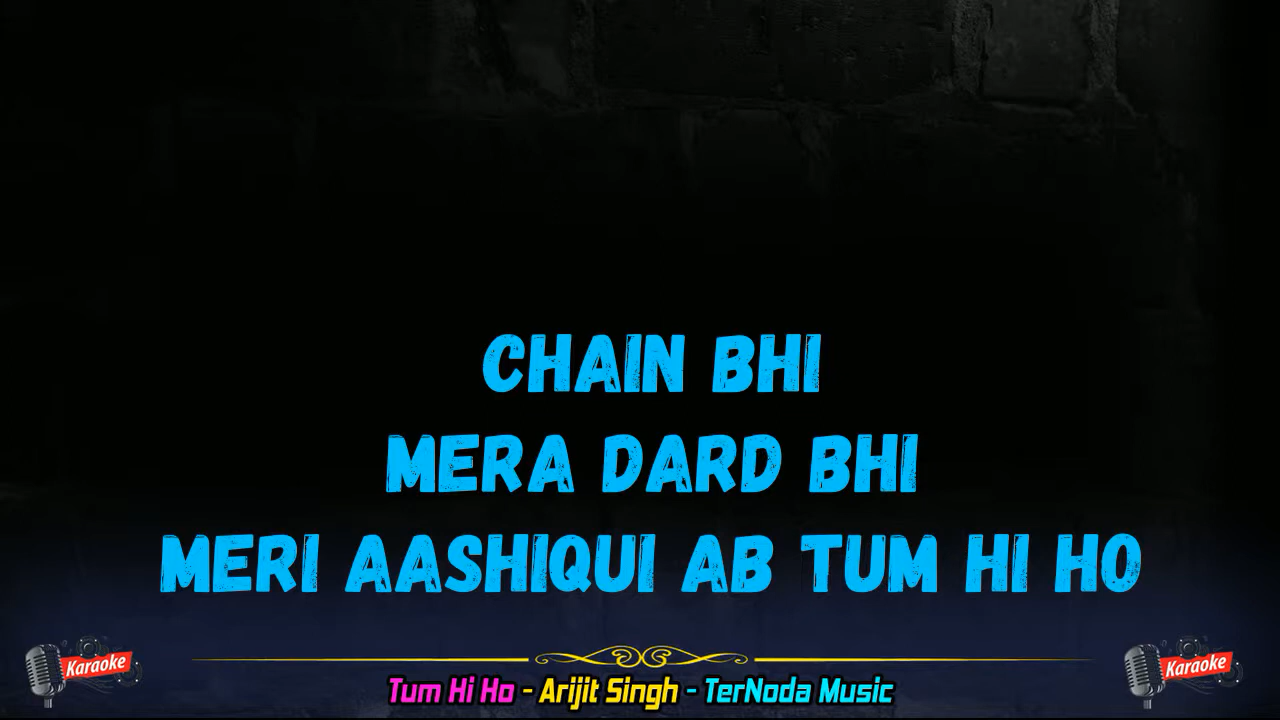 CHAIN BHI
MERA DARD BHI
MERI AASHIQUI AB TUM HI HO
Karaoke
Karaoke
Tum Hi Ho - Arijit Singh - TerNoda Music